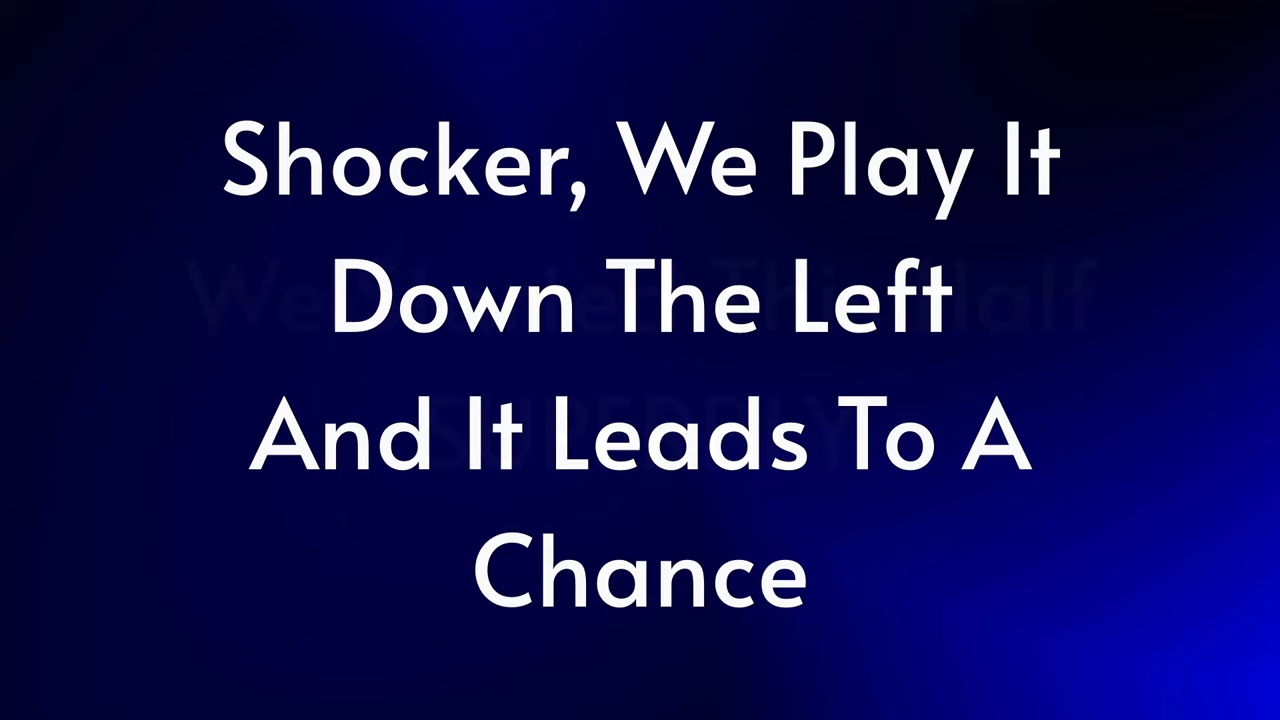 Shocker, We Play It
Down The Left
And It Leads To A
Chance